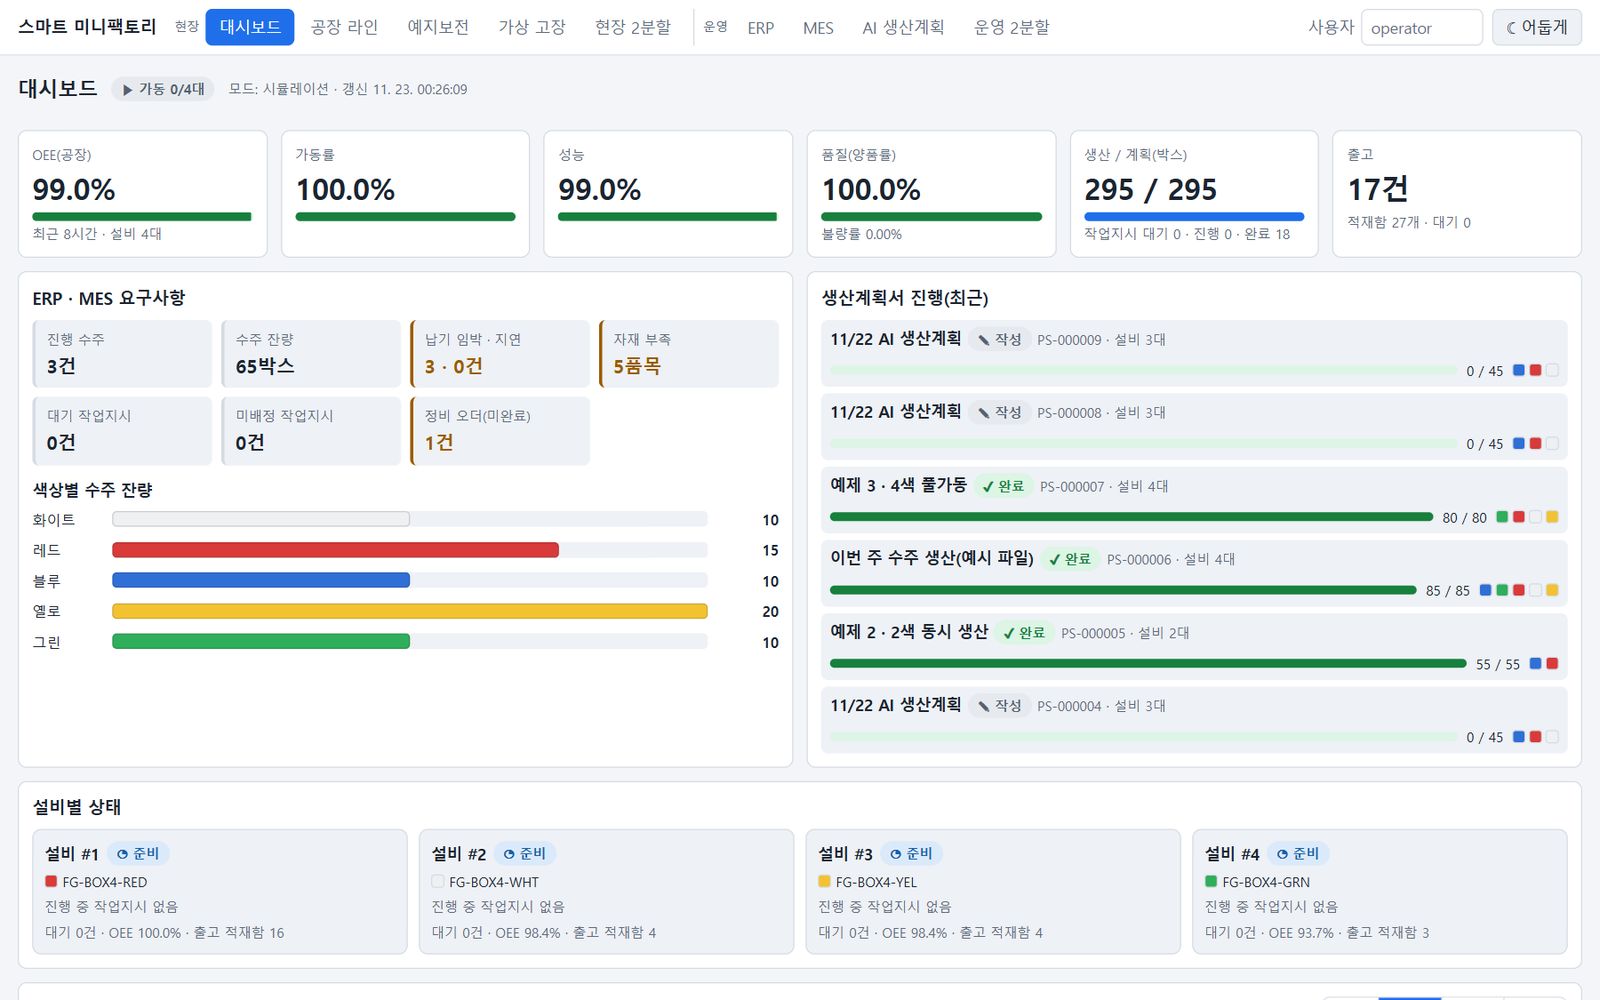 스마트 미니팩토리 현장 대시보드 공장 라인 예지보전 가상 고장 현장 2분할 운영 ERP MES AI 생산계획 운영 2분할 사용자 operator ☾ 어둡게
대시보드 ▶ 가동 0/4대 모드: 시뮬레이션 · 갱신 11. 23. 00:26:09
OEE(공장)
99.0%
최근 8시간 · 설비 4대
가동률
100.0%
성능
99.0%
품질(양품률)
100.0%
불량률 0.00%
생산 / 계획(박스)
295 / 295
작업지시 대기 0 · 진행 0 · 완료 18
출고
17건
적재함 27개 · 대기 0
ERP · MES 요구사항
진행 수주
3건
수주 잔량
65박스
납기 임박 · 지연
3 · 0건
자재 부족
5품목
대기 작업지시
0건
미배정 작업지시
0건
정비 오더(미완료)
1건
색상별 수주 잔량
화이트 10
레드 15
블루 10
옐로 20
그린 10
생산계획서 진행(최근)
11/22 AI 생산계획 ✎ 작성 PS-000009 · 설비 3대
0 / 45
11/22 AI 생산계획 ✎ 작성 PS-000008 · 설비 3대
0 / 45
예제 3 · 4색 풀가동 ✓ 완료 PS-000007 · 설비 4대
80 / 80
이번 주 수주 생산(예시 파일) ✓ 완료 PS-000006 · 설비 4대
85 / 85
예제 2 · 2색 동시 생산 ✓ 완료 PS-000005 · 설비 2대
55 / 55
11/22 AI 생산계획 ✎ 작성 PS-000004 · 설비 3대
0 / 45
설비별 상태
설비 #1 ◔ 준비
FG-BOX4-RED
진행 중 작업지시 없음
대기 0건 · OEE 100.0% · 출고 적재함 16
설비 #2 ◔ 준비
FG-BOX4-WHT
진행 중 작업지시 없음
대기 0건 · OEE 98.4% · 출고 적재함 4
설비 #3 ◔ 준비
FG-BOX4-YEL
진행 중 작업지시 없음
대기 0건 · OEE 98.4% · 출고 적재함 4
설비 #4 ◔ 준비
FG-BOX4-GRN
진행 중 작업지시 없음
대기 0건 · OEE 93.7% · 출고 적재함 3